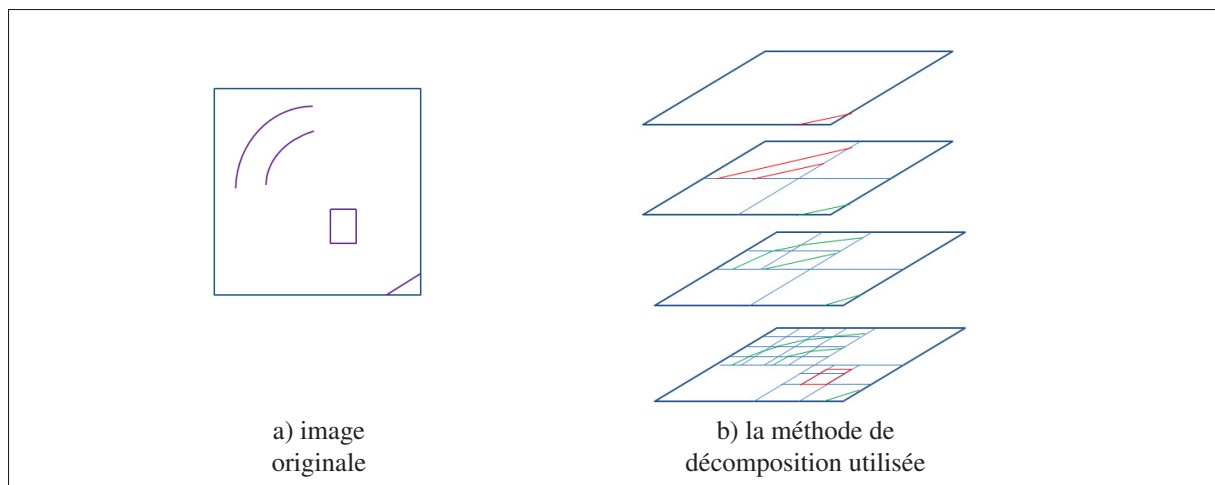 a) image
originale
b) la méthode de
décomposition utilisée